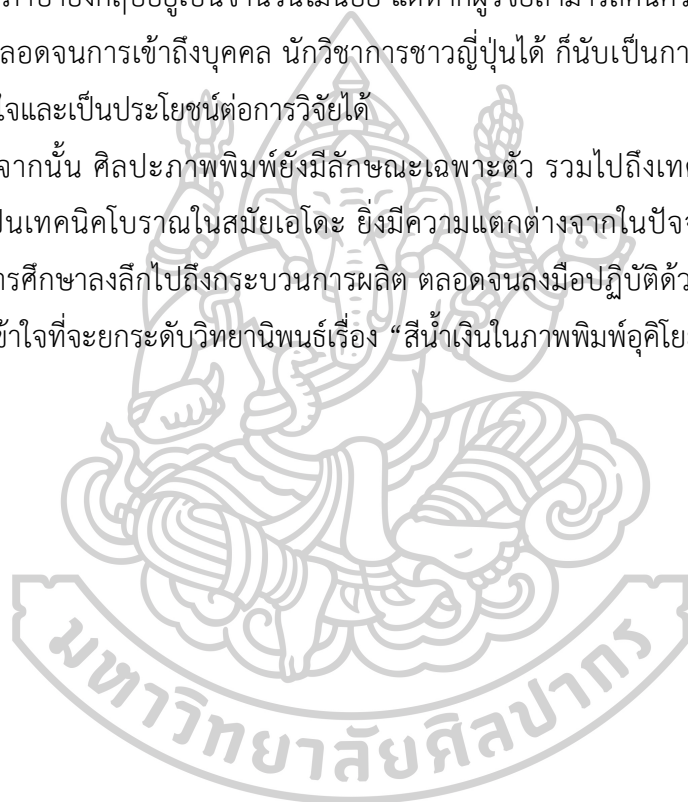 ลอดจนการเข้าถึงบุคคล นักวิชาการชาวญี่ปุ่นได้ ก็นับเป็นกา
ใจและเป็นประโยชน์ต่อการวิจัยได้
จากนั้น ศิลปะภาพพิมพ์ยังมีลักษณะเฉพาะตัว รวมไปถึงเทค
ป็นเทคนิคโบราณในสมัยเอโดะ ยิ่งมีความแตกต่างจากในปัจจ
ารศึกษาลงลึกไปถึงกระบวนการผลิต ตลอดจนลงมือปฏิบัติด้ว
ข้าใจที่จะยกระดับวิทยานิพนธ์เรื่อง “สีน้ำเงินในภาพพิมพ์อุคิโย
มหาวิทยาลัยศิลปากร